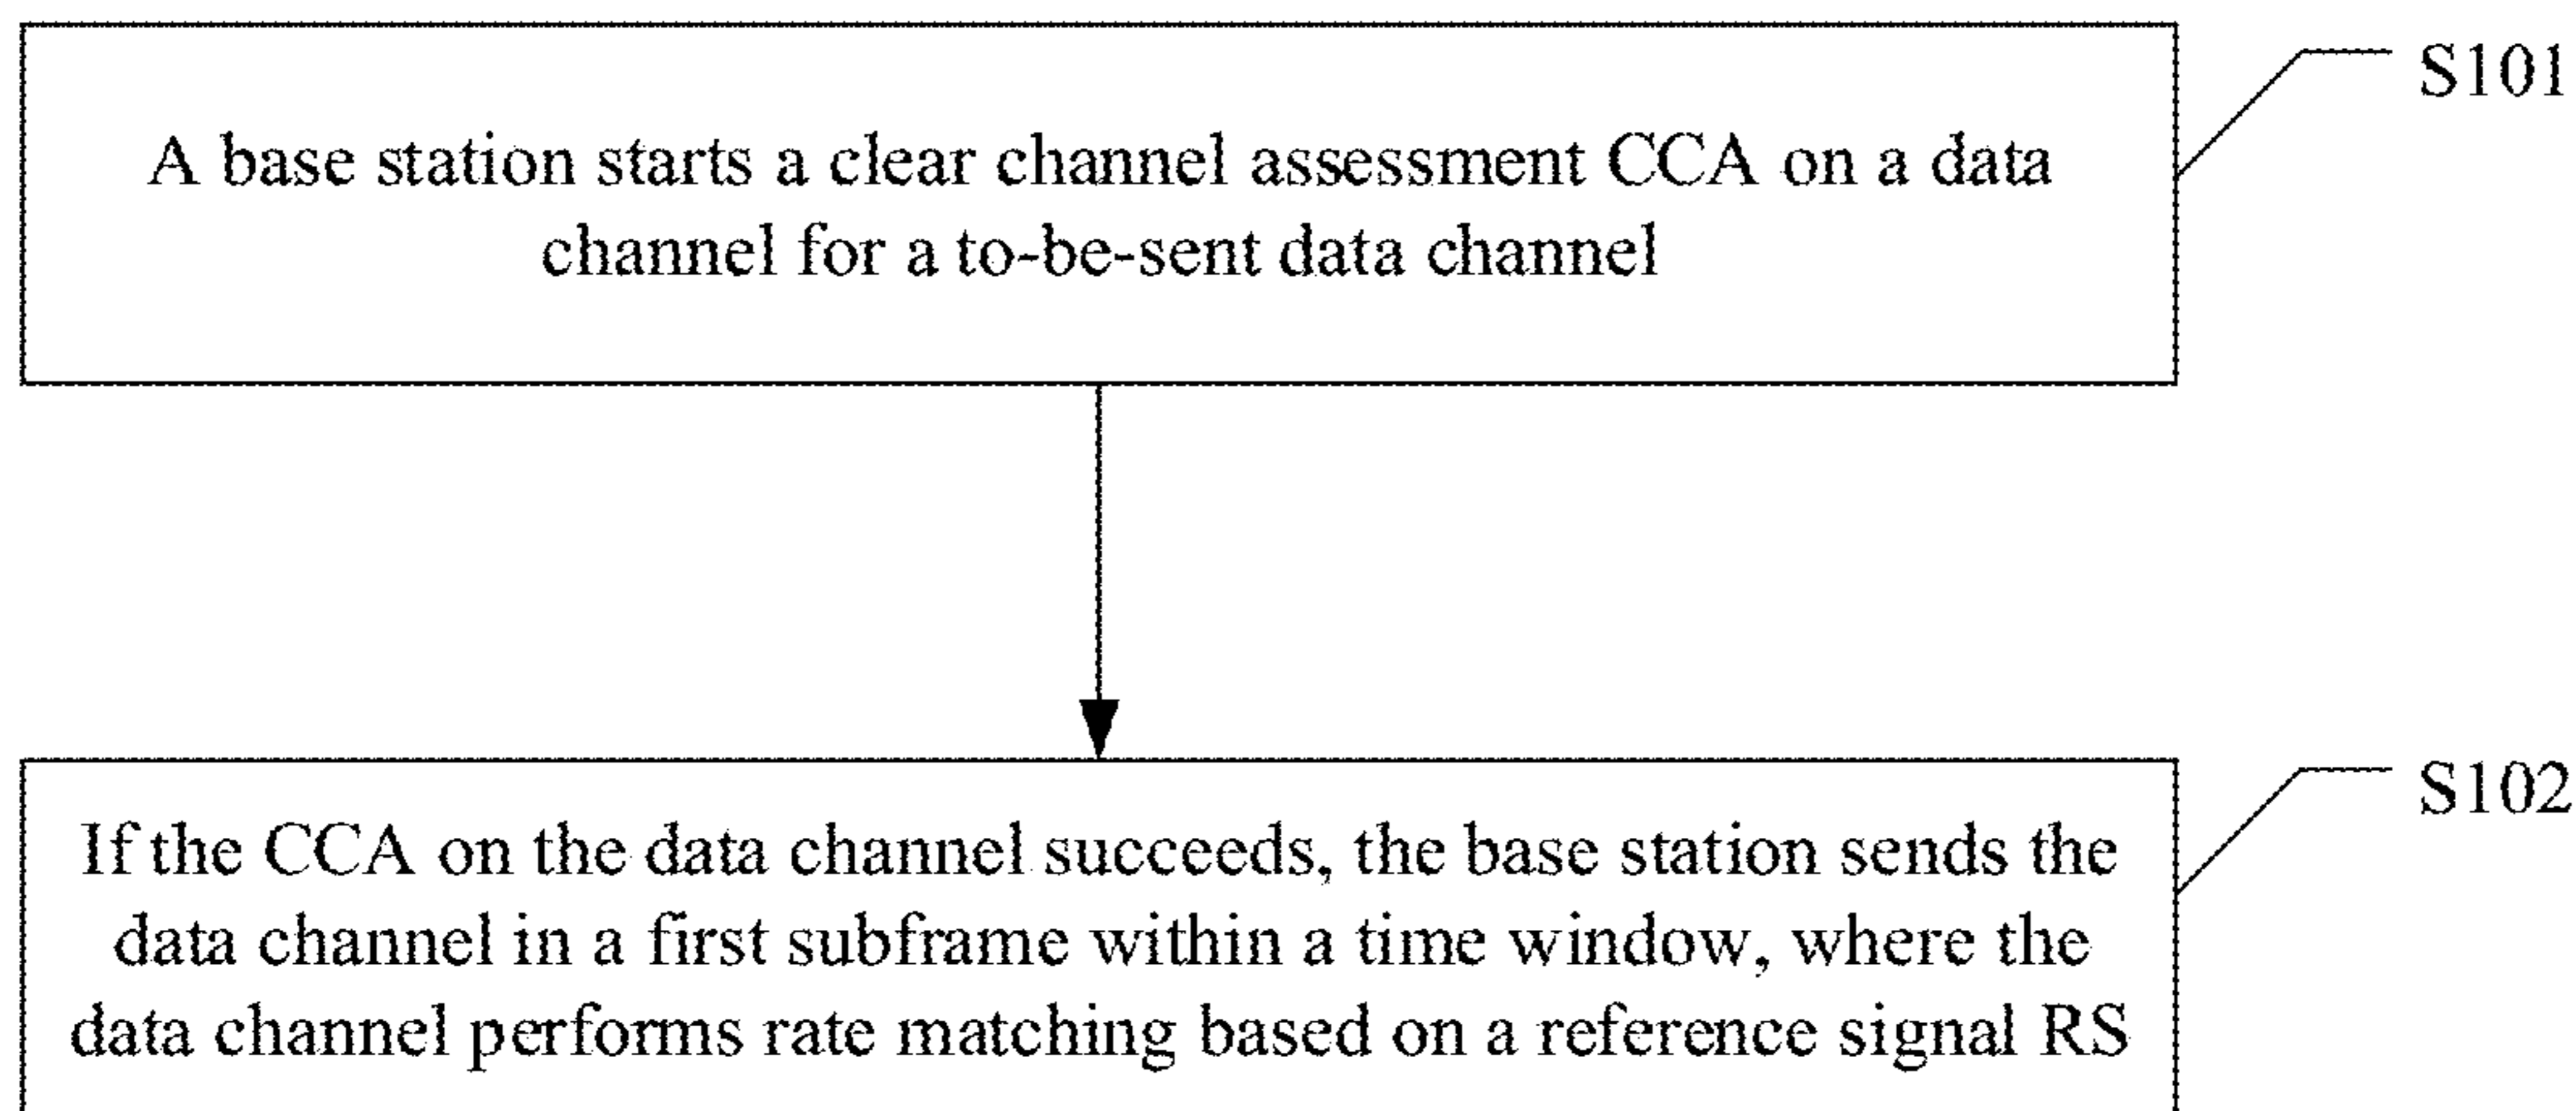 S101
A base station starts a clear channel assessment CCA on a data
channel for a to-be-sent data channel
S102
If the CCA on the data channel succeeds, the base station sends the
data channel in a first subframe within a time window, where the
data channel performs rate matching based on a reference signal RS